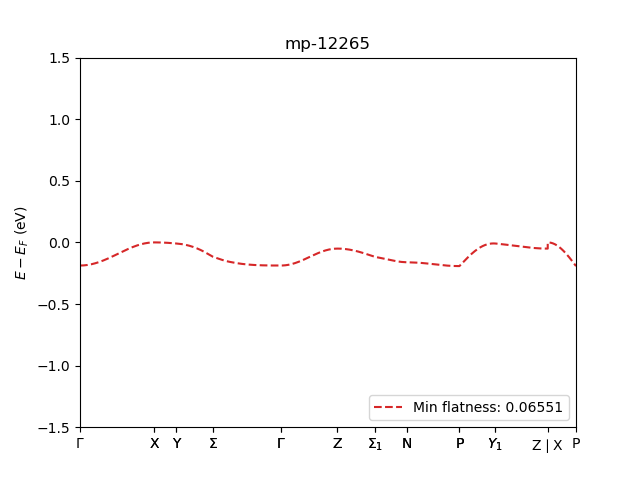 mp-12265
1.5
1.0
0.5
0.0
−0.5
−1.0
−1.5
E − E_F (eV)
Min flatness: 0.06551
Γ X Y Σ Γ Z Σ₁ N P Y₁ Z | X P